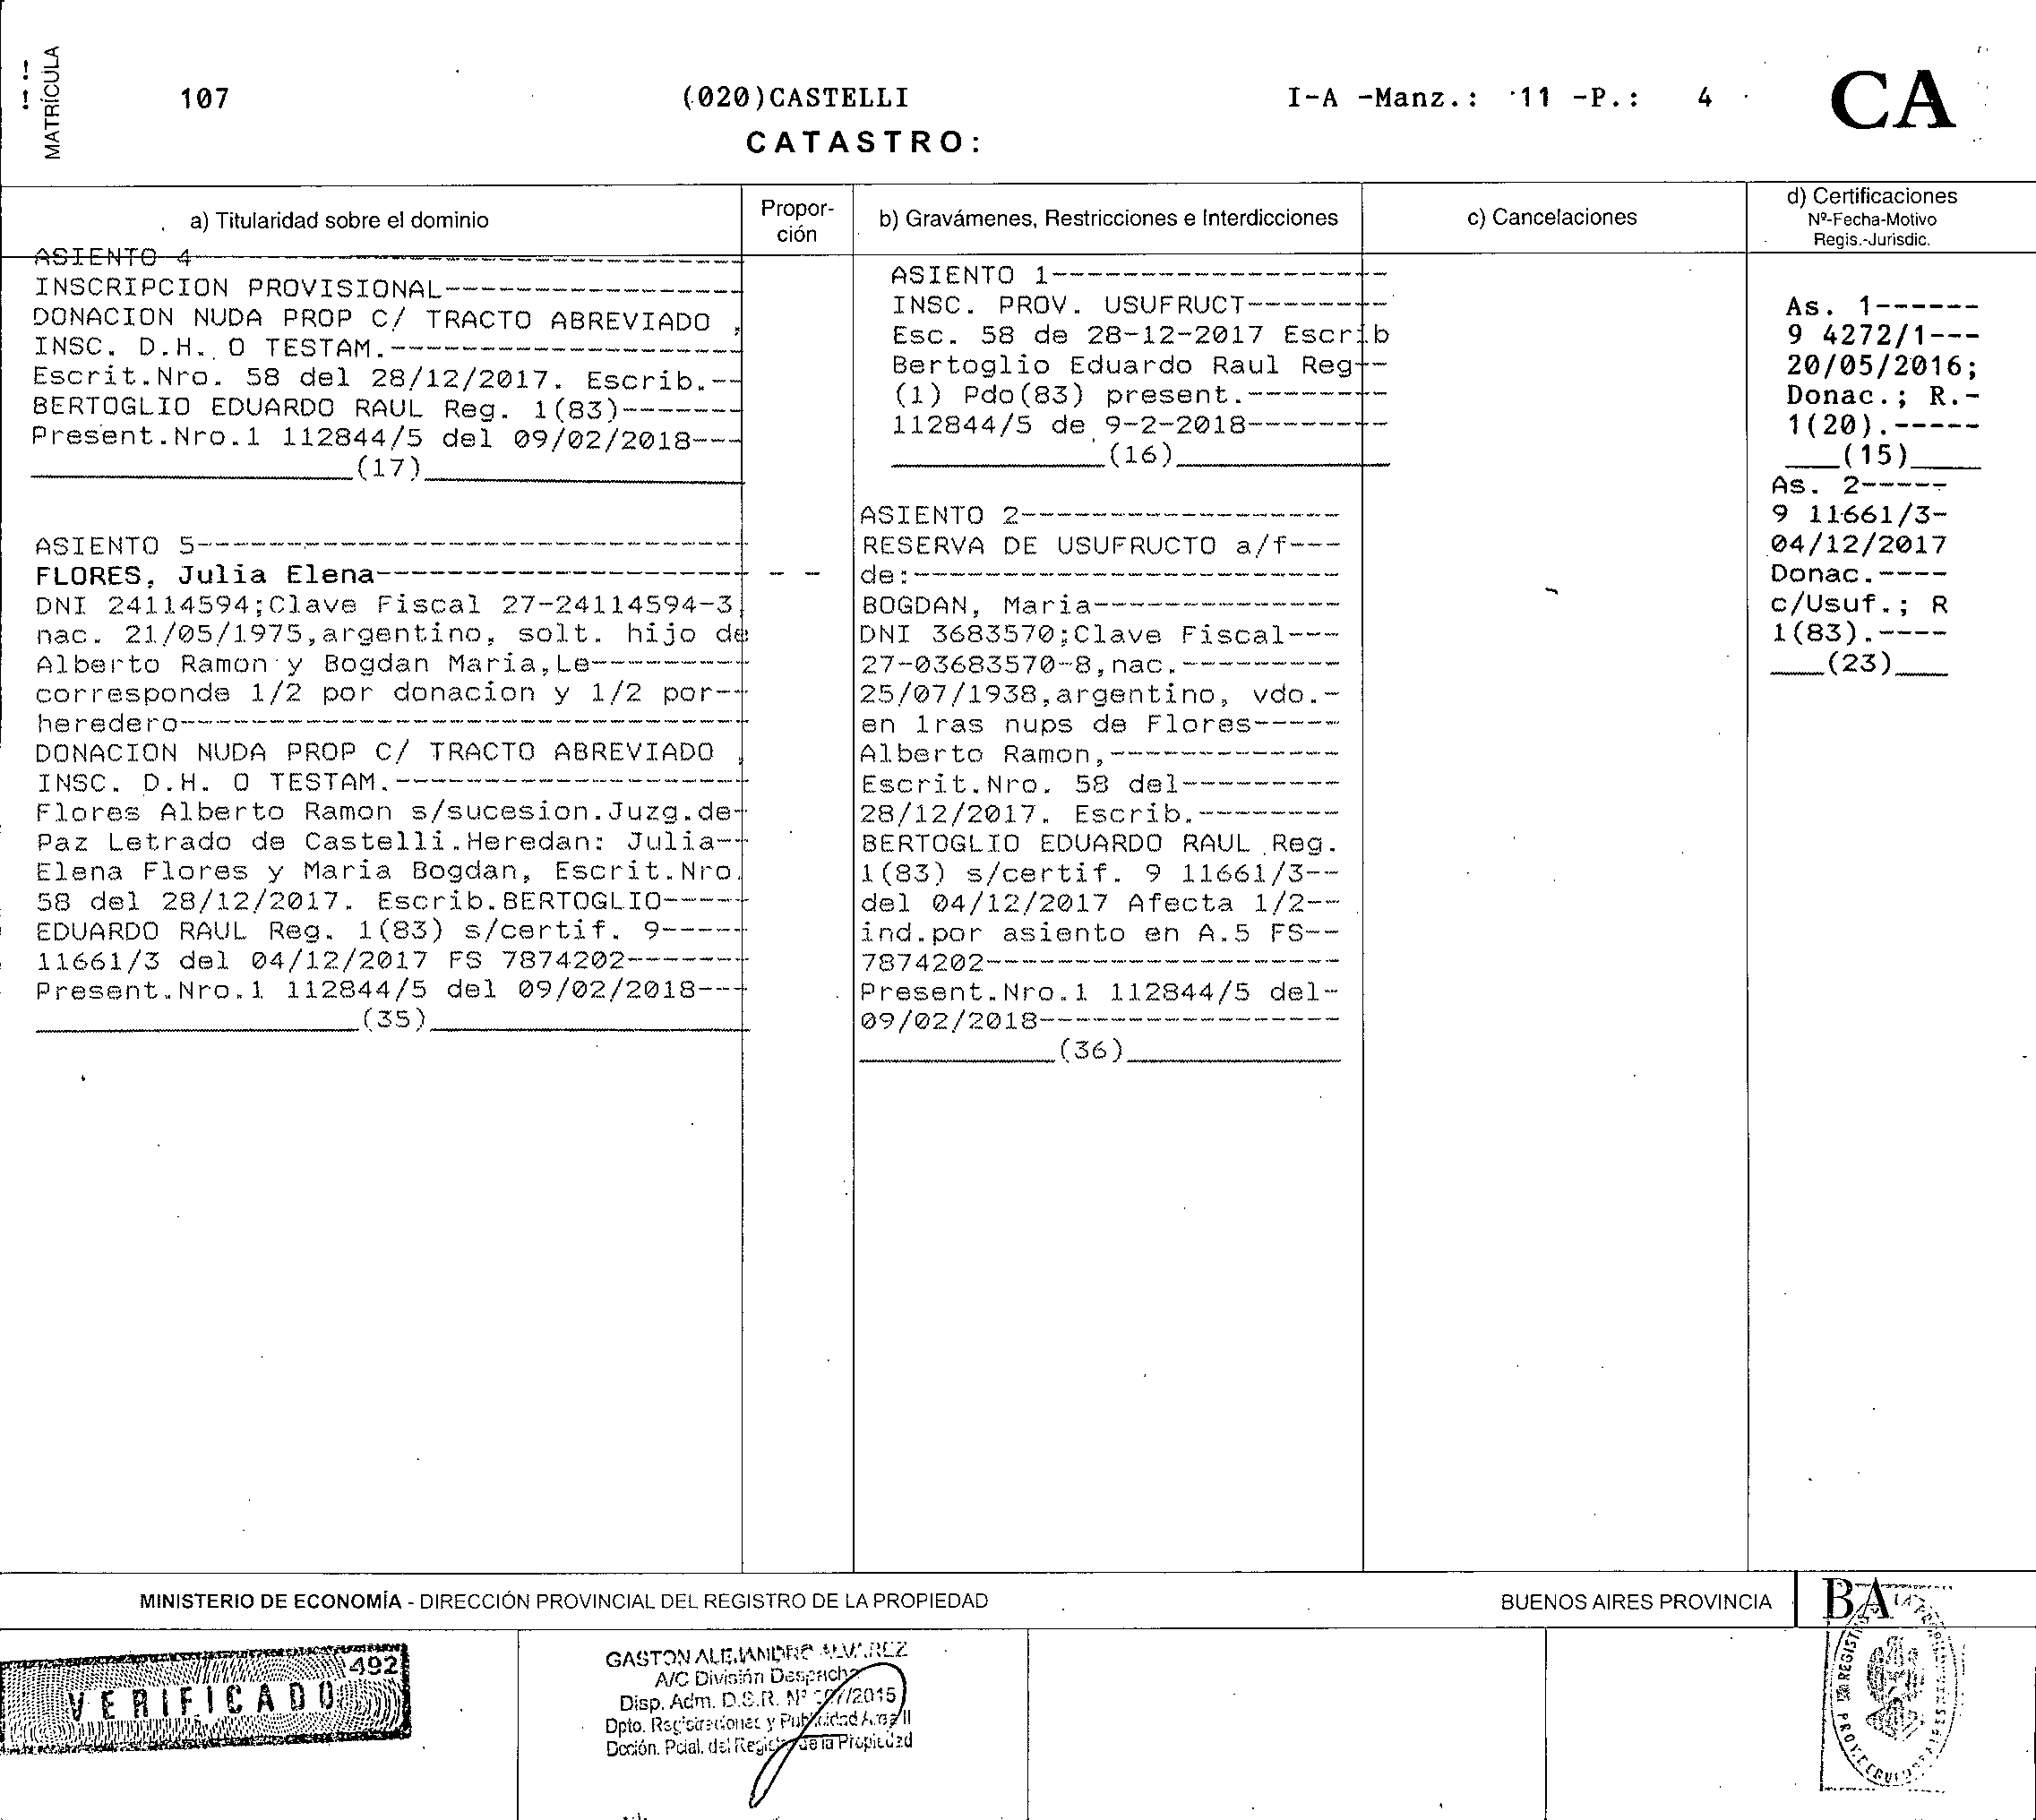 MATRÍCULA
107
(020)CASTELLI
I-A -Manz.: 11 -P.: 4
CA
CATASTRO:
a) Titularidad sobre el dominio
Propor-
ción
b) Gravámenes, Restricciones e Interdicciones
c) Cancelaciones
d) Certificaciones
Nº-Fecha-Motivo
Regis.-Jurisdic.
ASIENTO 4-------------------------------
INSCRIPCION PROVISIONAL-----------------
DONACION NUDA PROP C/ TRACTO ABREVIADO ,
INSC. D.H. O TESTAM.--------------------
Escrit.Nro. 58 del 28/12/2017. Escrib.--
BERTOGLIO EDUARDO RAUL Reg. 1(83)-------
Present.Nro.1 112844/5 del 09/02/2018---
__________________(17)__________________
ASIENTO 5-------------------------------
FLORES, Julia Elena--------------------- - -
DNI 24114594;Clave Fiscal 27-24114594-3,
nac. 21/05/1975,argentino, solt. hijo de
Alberto Ramon y Bogdan Maria,Le---------
corresponde 1/2 por donacion y 1/2 por--
heredero--------------------------------
DONACION NUDA PROP C/ TRACTO ABREVIADO ,
INSC. D.H. O TESTAM.--------------------
Flores Alberto Ramon s/sucesion.Juzg.de-
Paz Letrado de Castelli.Heredan: Julia--
Elena Flores y Maria Bogdan, Escrit.Nro.
58 del 28/12/2017. Escrib.BERTOGLIO-----
EDUARDO RAUL Reg. 1(83) s/certif. 9-----
11661/3 del 04/12/2017 FS 7874202-------
Present.Nro.1 112844/5 del 09/02/2018---
__________________(35)__________________
ASIENTO 1-------------------
INSC. PROV. USUFRUCT--------
Esc. 58 de 28-12-2017 Escrib
Bertoglio Eduardo Raul Reg--
(1) Pdo(83) present.--------
112844/5 de 9-2-2018--------
____________(16)____________
ASIENTO 2------------------
RESERVA DE USUFRUCTO a/f---
de:------------------------
BOGDAN, Maria--------------
DNI 3683570;Clave Fiscal---
27-03683570-8,nac.---------
25/07/1938,argentino, vdo.-
en 1ras nups de Flores-----
Alberto Ramon,-------------
Escrit.Nro. 58 del---------
28/12/2017. Escrib.--------
BERTOGLIO EDUARDO RAUL Reg.
1(83) s/certif. 9 11661/3--
del 04/12/2017 Afecta 1/2--
ind.por asiento en A.5 FS--
7874202--------------------
Present.Nro.1 112844/5 del-
09/02/2018-----------------
___________(36)____________
As. 1------
9 4272/1---
20/05/2016;
Donac.; R.-
1(20).-----
___(15)____
As. 2-----
9 11661/3-
04/12/2017
Donac.----
c/Usuf.; R
1(83).----
___(23)___
MINISTERIO DE ECONOMÍA - DIRECCIÓN PROVINCIAL DEL REGISTRO DE LA PROPIEDAD
BUENOS AIRES PROVINCIA
BA
492
VERIFICADO
GASTON ALEJANDRO ALVAREZ
A/C División Despacho
Disp. Adm. D.S.R. Nº /2015
Dpto. Registraciones y Publicidad Area II
Dcción. Pcial. del Registro de la Propiedad